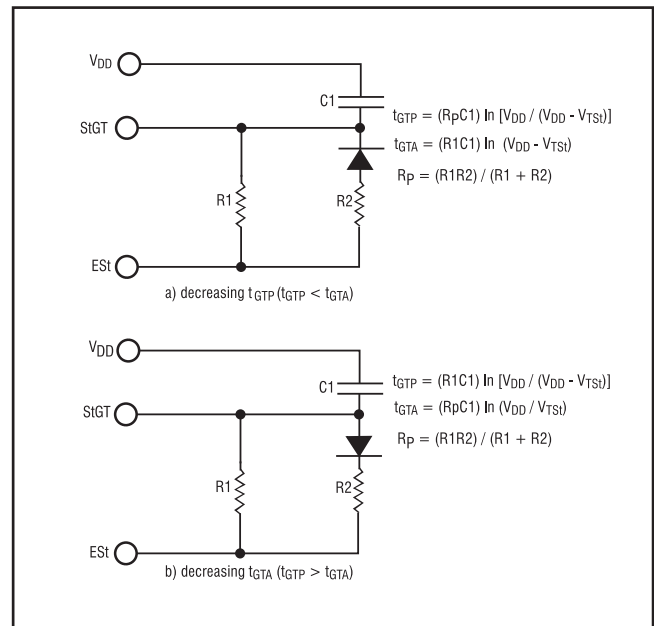 VDD
C1
tGTP = (RPC1) ln [VDD / (VDD - VTSt)]
StGT
tGTA = (R1C1) ln (VDD - VTSt)
RP = (R1R2) / (R1 + R2)
R1
R2
ESt
a) decreasing tGTP (tGTP < tGTA)
VDD
C1
tGTP = (R1C1) ln [VDD / (VDD - VTSt)]
StGT
tGTA = (RpC1) ln (VDD / VTSt)
RP = (R1R2) / (R1 + R2)
R1
R2
ESt
b) decreasing tGTA (tGTP > tGTA)